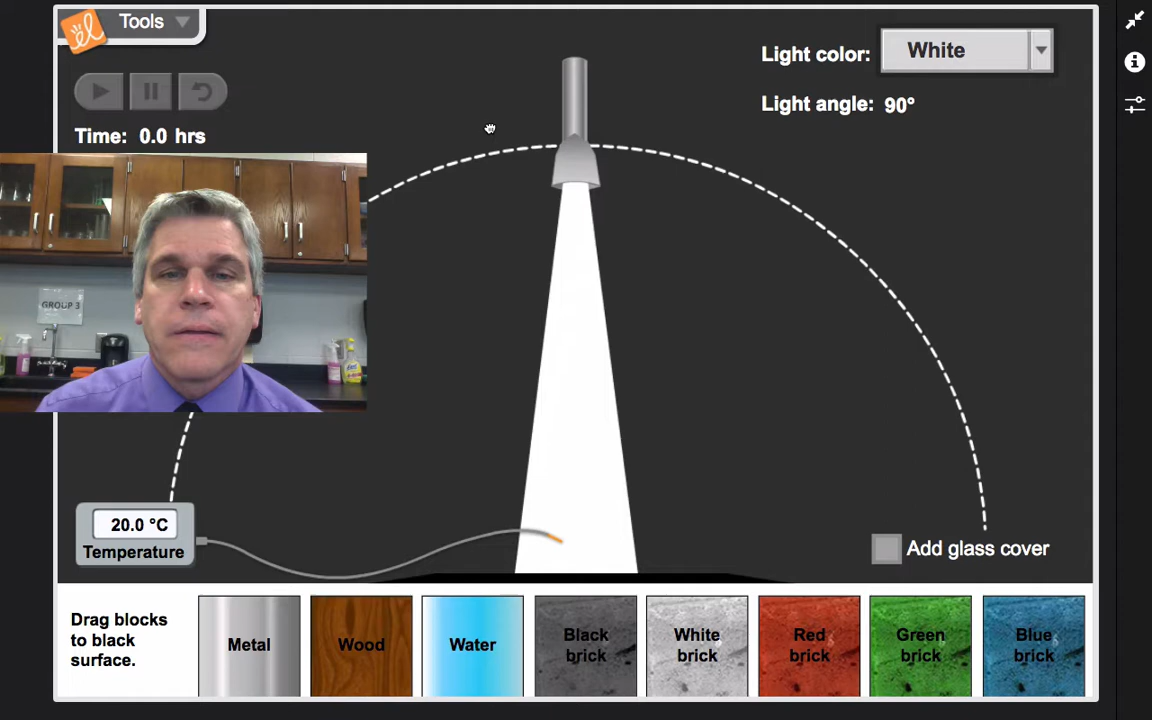 el Tools
Light color: White
Light angle: 90°
Time: 0.0 hrs
GROUP 3
20.0 °C
Temperature
Add glass cover
Drag blocks
to black
surface.
Metal
Wood
Water
Black
brick
White
brick
Red
brick
Green
brick
Blue
brick